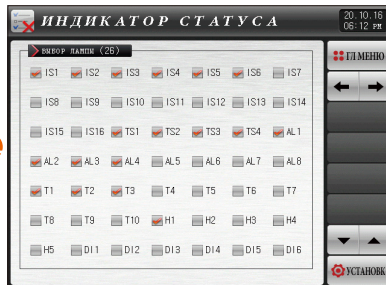 ИНДИКАТОР СТАТУСА
20.10.16
06:12 PM
ВЫБОР ЛАМПЫ (26)
IS1 IS2 IS3 IS4 IS5 IS6 IS7
IS8 IS9 IS10 IS11 IS12 IS13 IS14
IS15 IS16 TS1 TS2 TS3 TS4 AL1
AL2 AL3 AL4 AL5 AL6 AL7 AL8
T1 T2 T3 T4 T5 T6 T7
T8 T9 T10 H1 H2 H3 H4
H5 DI1 DI2 DI3 DI4 DI5 DI6
ГЛ МЕНЮ
УСТАНОВК